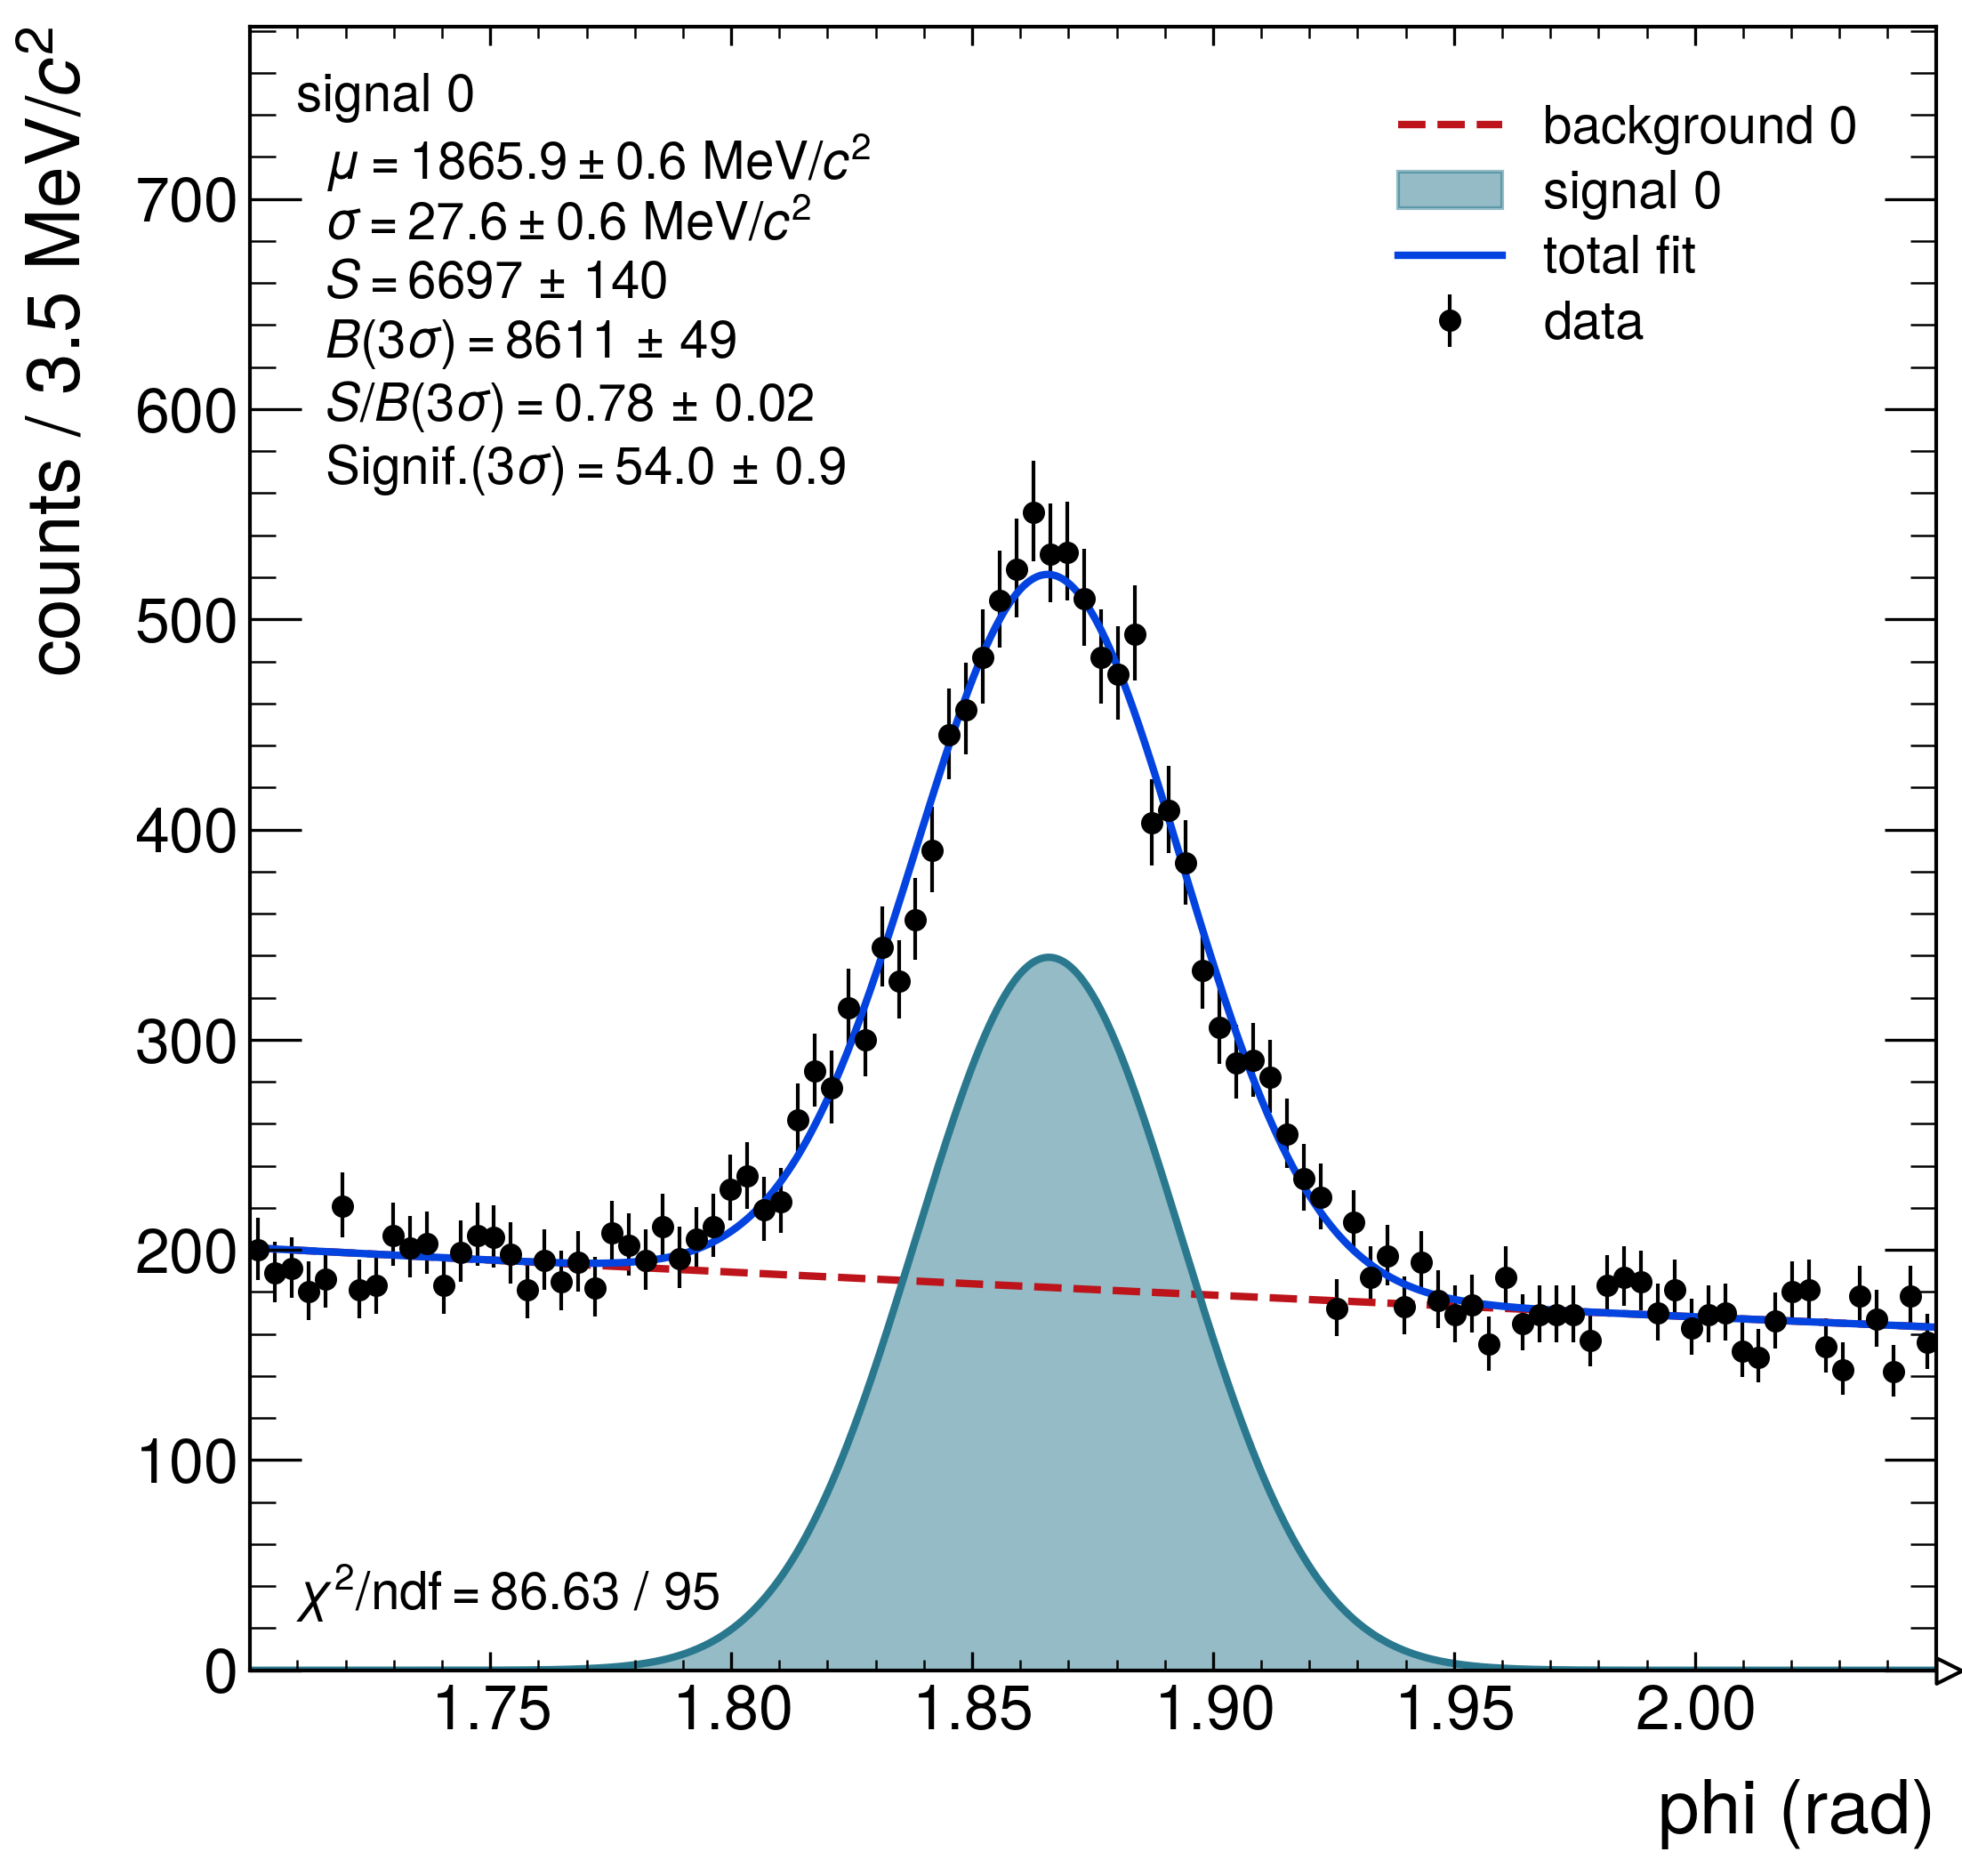 counts / 3.5 MeV/c²
signal 0
μ = 1865.9 ± 0.6 MeV/c²
σ = 27.6 ± 0.6 MeV/c²
S = 6697 ± 140
B(3σ) = 8611 ± 49
S/B(3σ) = 0.78 ± 0.02
Signif.(3σ) = 54.0 ± 0.9
background 0
signal 0
total fit
data
700
600
500
400
300
200
100
0
χ²/ndf = 86.63 / 95
1.75 1.80 1.85 1.90 1.95 2.00
phi (rad)